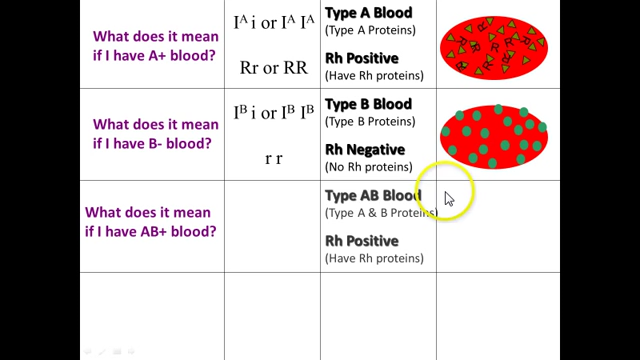 What does it mean
if I have A+ blood?
Iᴬ i or Iᴬ Iᴬ
Rr or RR
Type A Blood
(Type A Proteins)
Rh Positive
(Have Rh proteins)
R R R R R R R R
What does it mean
if I have B- blood?
Iᴮ i or Iᴮ Iᴮ
r r
Type B Blood
(Type B Proteins)
Rh Negative
(No Rh proteins)
What does it mean
if I have AB+ blood?
Type AB Blood
(Type A & B Proteins)
Rh Positive
(Have Rh proteins)